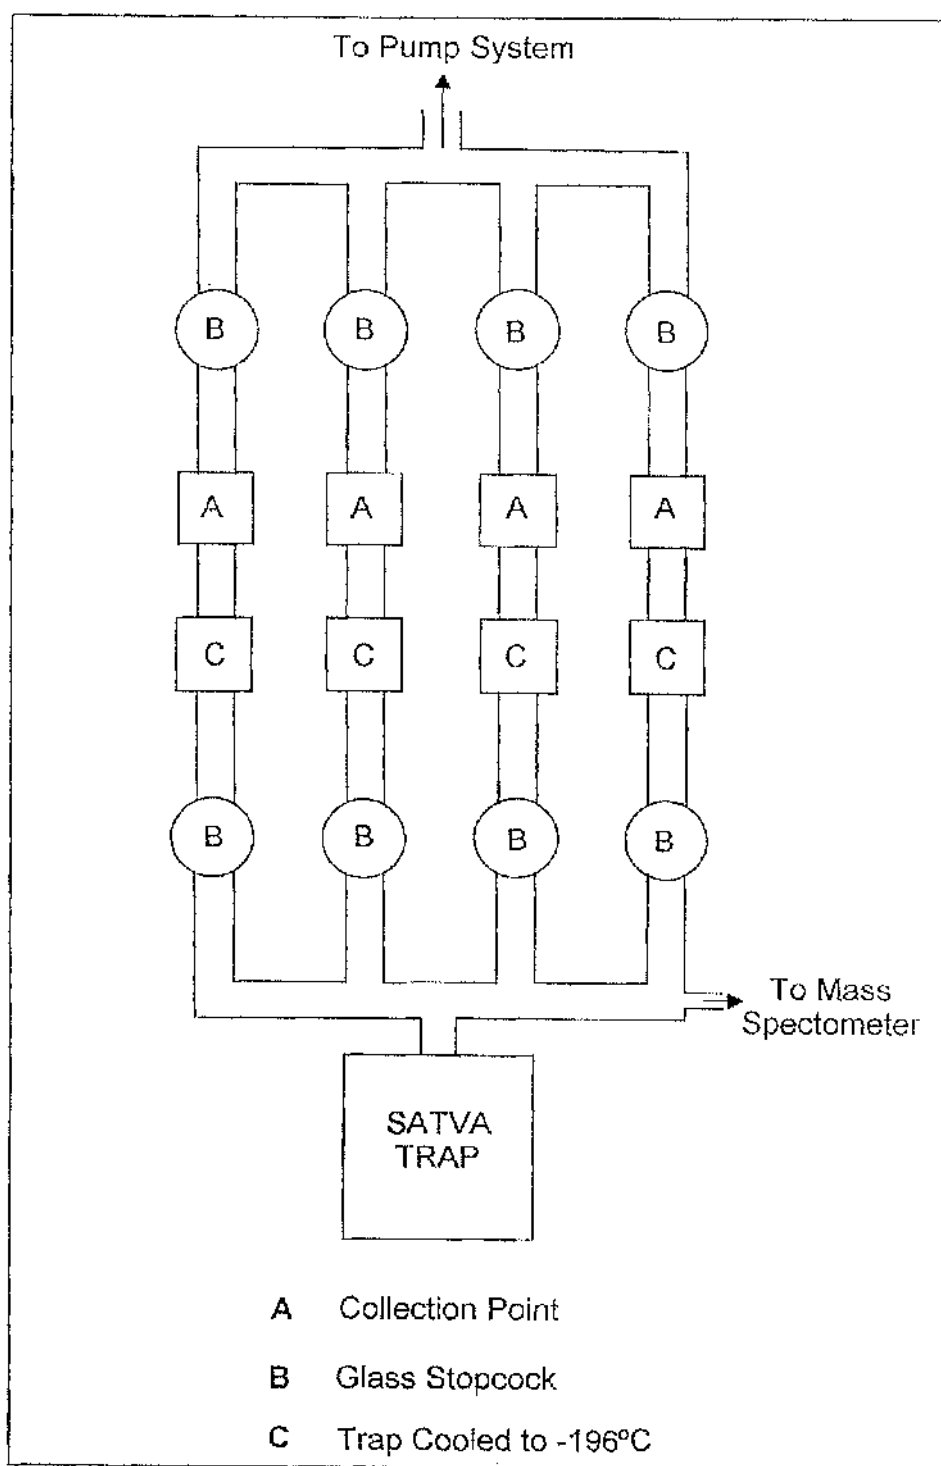 To Pump System
B B B B
A A A A
C C C C
B B B B
To Mass
Spectometer
SATVA
TRAP
A Collection Point
B Glass Stopcock
C Trap Cooled to -196ºC